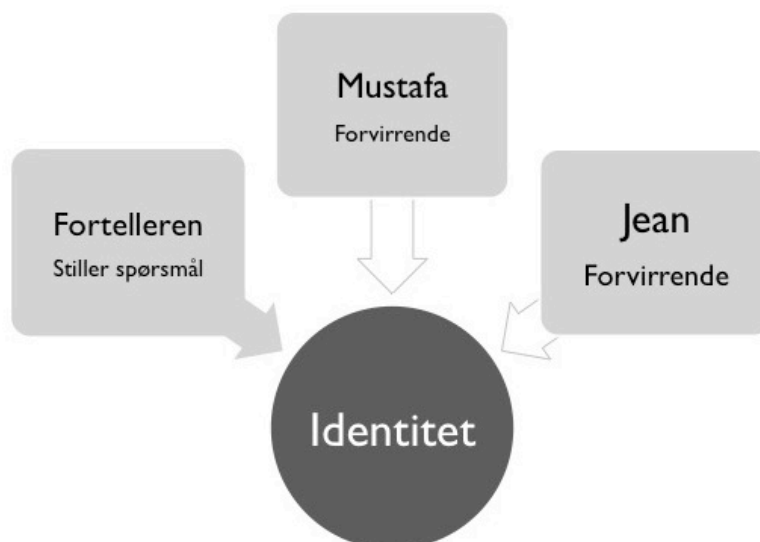 Mustafa
Forvirrende
Fortelleren
Stiller spørsmål
Jean
Forvirrende
Identitet